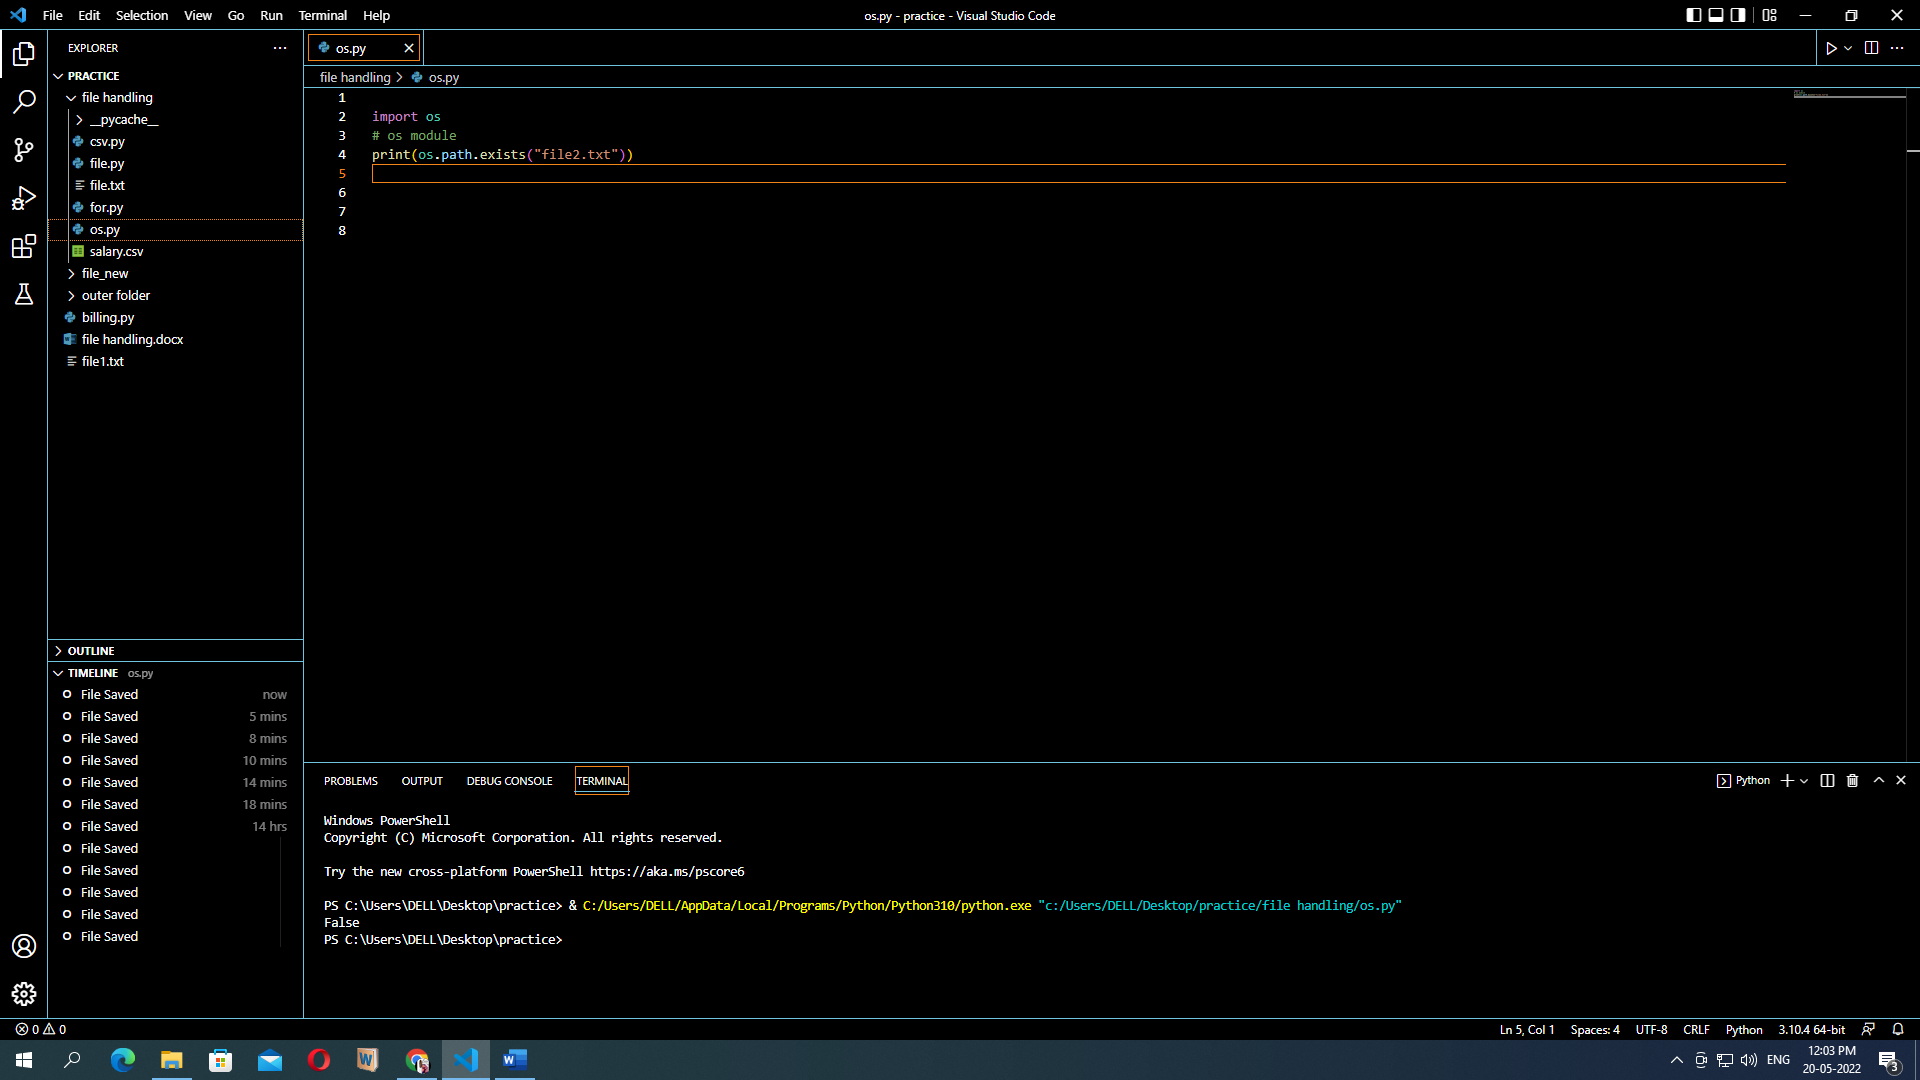 File Edit Selection View Go Run Terminal Help
os.py - practice - Visual Studio Code
EXPLORER
os.py
PRACTICE
file handling
__pycache__
csv.py
file.py
file.txt
for.py
os.py
salary.csv
file_new
outer folder
billing.py
file handling.docx
file1.txt
OUTLINE
TIMELINE os.py
File Saved now
File Saved 5 mins
File Saved 8 mins
File Saved 10 mins
File Saved 14 mins
File Saved 18 mins
File Saved 14 hrs
File Saved
File Saved
File Saved
File Saved
File Saved
file handling > os.py
1
2 import os
3 # os module
4 print(os.path.exists("file2.txt"))
5
6
7
8
PROBLEMS OUTPUT DEBUG CONSOLE TERMINAL
Python
Windows PowerShell
Copyright (C) Microsoft Corporation. All rights reserved.
Try the new cross-platform PowerShell https://aka.ms/pscore6
PS C:\Users\DELL\Desktop\practice> & C:/Users/DELL/AppData/Local/Programs/Python/Python310/python.exe "c:/Users/DELL/Desktop/practice/file handling/os.py"
False
PS C:\Users\DELL\Desktop\practice>
0 0
Ln 5, Col 1 Spaces: 4 UTF-8 CRLF Python 3.10.4 64-bit
W
W
ENG
12:03 PM
20-05-2022
3